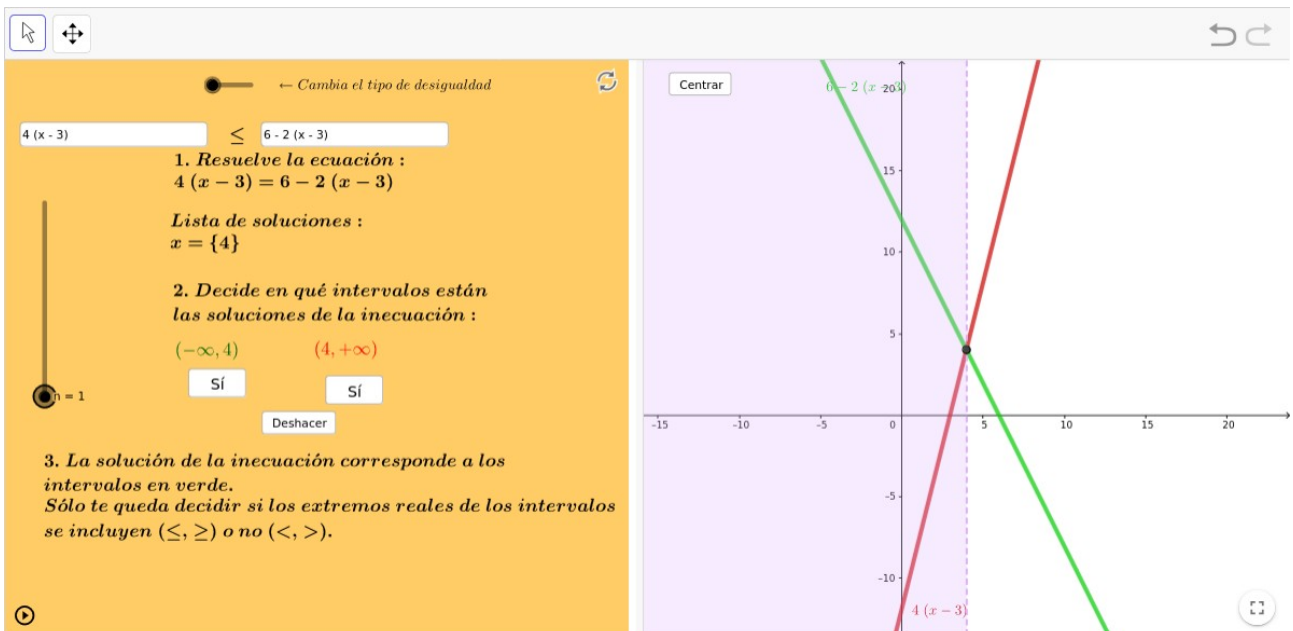 ← Cambia el tipo de desigualdad
4 (x - 3) ≤ 6 - 2 (x - 3)
1. Resuelve la ecuación :
4 (x − 3) = 6 − 2 (x − 3)
Lista de soluciones :
x = {4}
2. Decide en qué intervalos están
las soluciones de la inecuación :
(−∞, 4) (4, +∞)
Sí Sí
n = 1
Deshacer
3. La solución de la inecuación corresponde a los
intervalos en verde.
Sólo te queda decidir si los extremos reales de los intervalos
se incluyen (≤, ≥) o no (<, >).
Centrar
6 − 2 (x − 3)
20
15
10
5
-15 -10 -5 0 5 10 15 20
-5
-10
4 (x − 3)